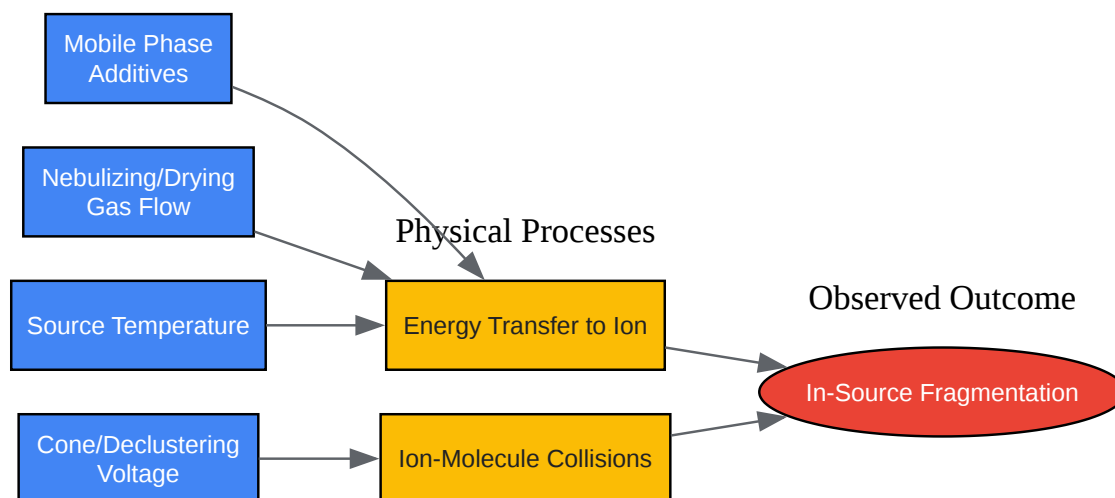 Mobile Phase
Additives
Nebulizing/Drying
Gas Flow
Physical Processes
Source Temperature
Energy Transfer to Ion
Observed Outcome
In-Source Fragmentation
Cone/Declustering
Voltage
Ion-Molecule Collisions